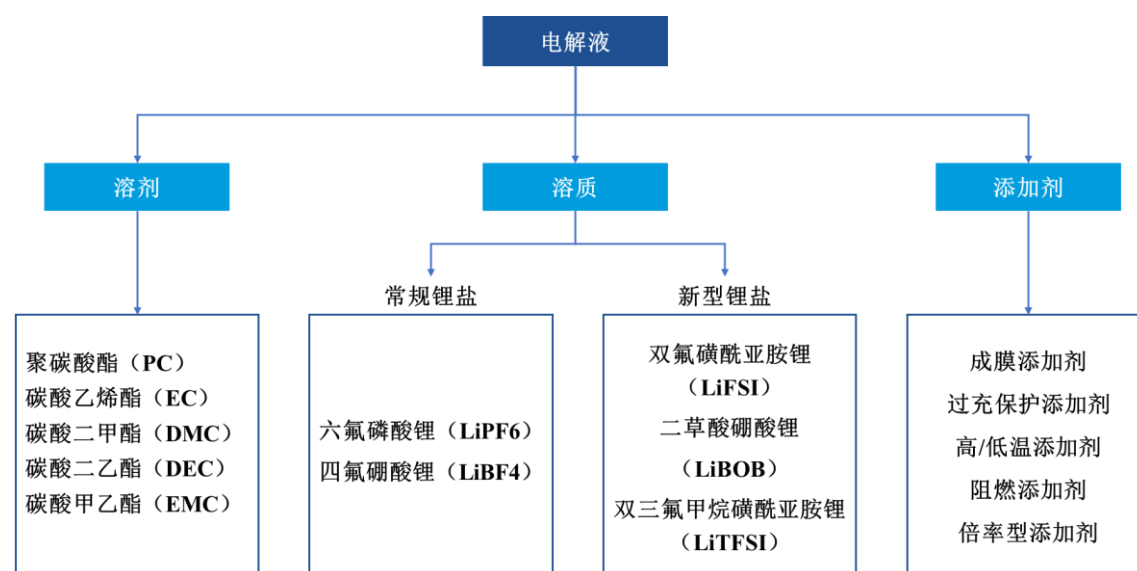 电解液
溶剂
溶质
添加剂
常规锂盐
新型锂盐
聚碳酸酯（PC）
碳酸乙烯酯（EC）
碳酸二甲酯（DMC）
碳酸二乙酯（DEC）
碳酸甲乙酯（EMC）
六氟磷酸锂（LiPF6）
四氟硼酸锂（LiBF4）
双氟磺酰亚胺锂
（LiFSI）
二草酸硼酸锂
（LiBOB）
双三氟甲烷磺酰亚胺锂
（LiTFSI）
成膜添加剂
过充保护添加剂
高/低温添加剂
阻燃添加剂
倍率型添加剂